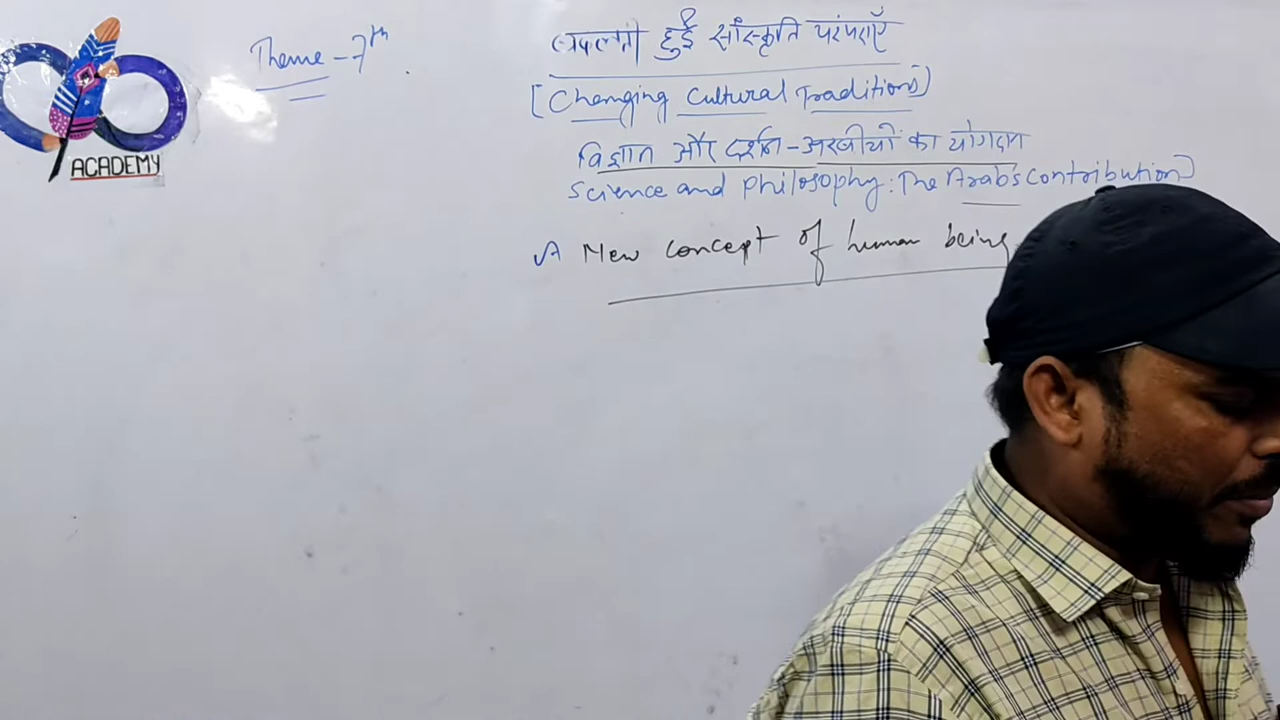 ACADEMY
Theme - 7th
बदलती हुई साँस्कृति परंपराएँ
[Changing Cultural Traditions)
विज्ञान और दर्शन - अरबीयों का योगदान
Science and Philosophy: The Arab's contribution)
A New concept of human being